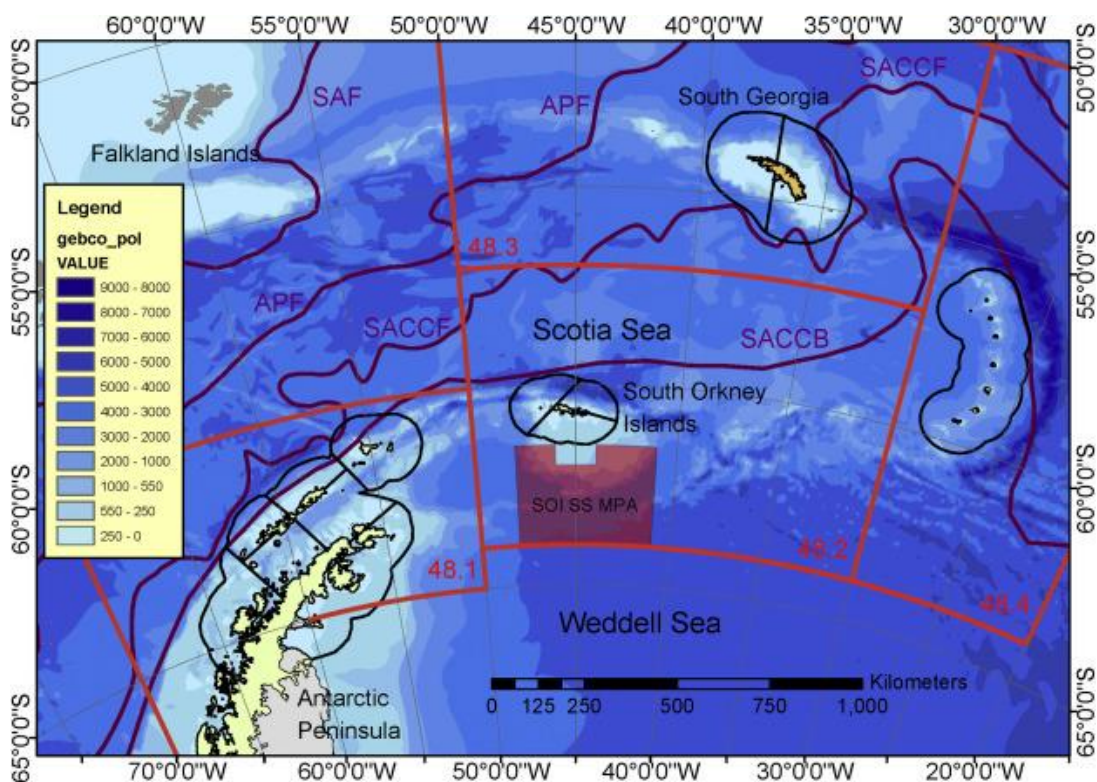 60°0'0"W 55°0'0"W 50°0'0"W 45°0'0"W 40°0'0"W 35°0'0"W 30°0'0"W
50°0'0"S
50°0'0"S
SACCF
SAF
APF
South Georgia
Falkland Islands
Legend
gebco_pol
VALUE
9000 - 8000
8000 - 7000
7000 - 6000
6000 - 5000
5000 - 4000
4000 - 3000
3000 - 2000
2000 - 1000
1000 - 550
550 - 250
250 - 0
48.3
55°0'0"S
55°0'0"S
APF
SACCF
Scotia Sea
SACCB
South Orkney
Islands
60°0'0"S
60°0'0"S
SOI SS MPA
48.1
48.2
48.4
Weddell Sea
Kilometers
0 125 250 500 750 1,000
Antarctic
Peninsula
65°0'0"S
65°0'0"S
70°0'0"W 60°0'0"W 50°0'0"W 40°0'0"W 30°0'0"W 20°0'0"W